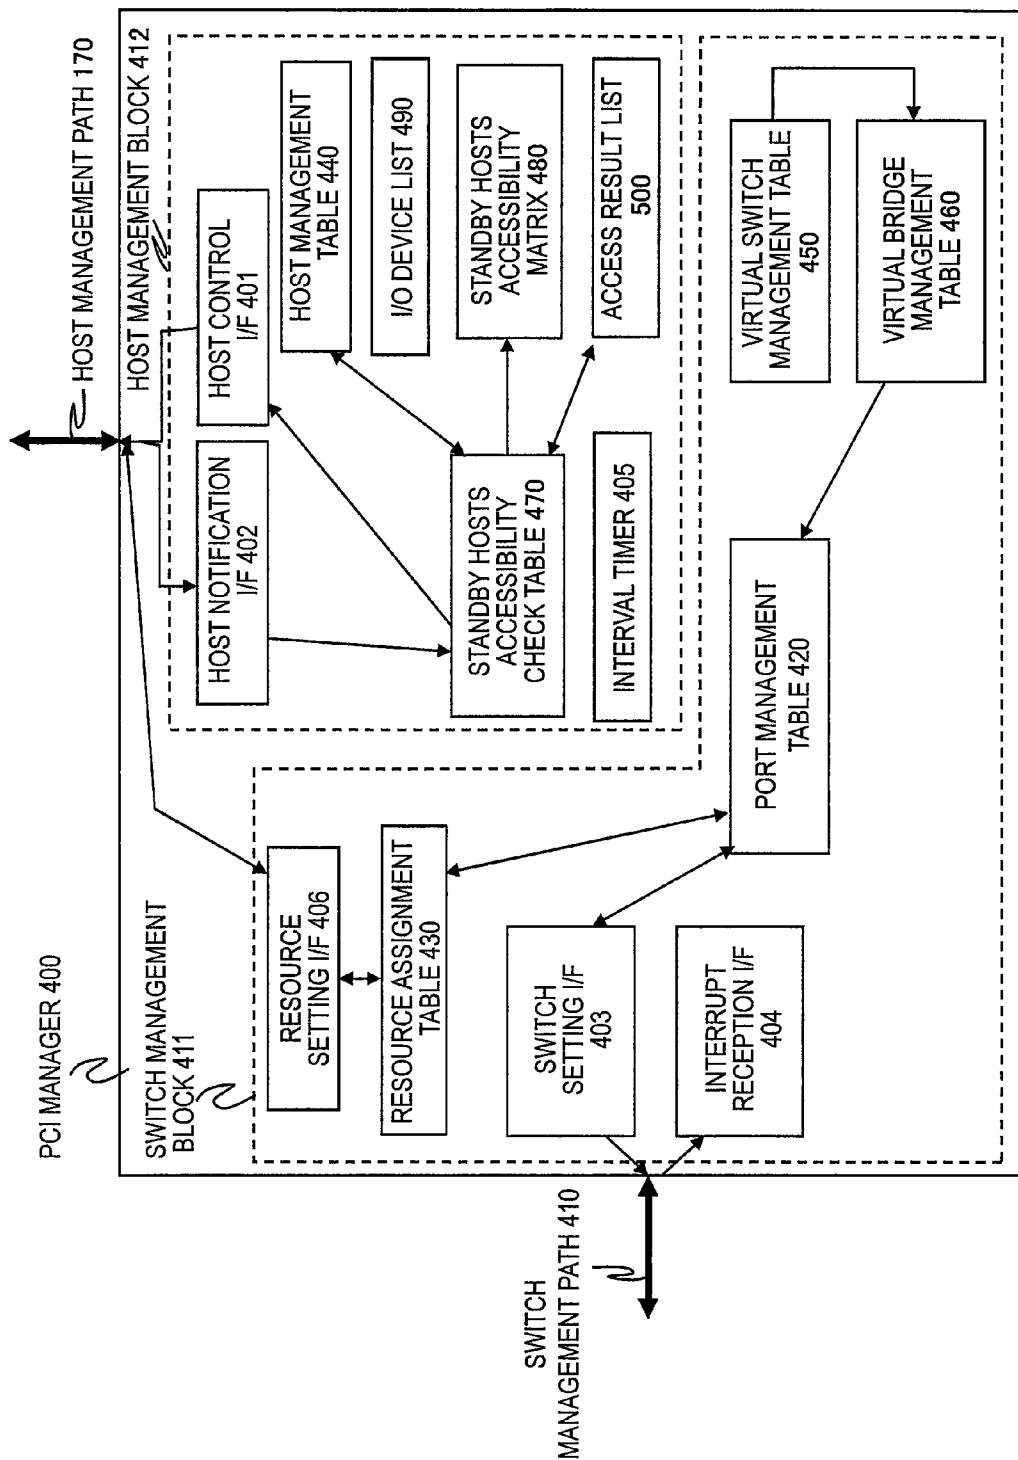 PCI MANAGER 400
HOST MANAGEMENT PATH 170
SWITCH MANAGEMENT
BLOCK 411
HOST MANAGEMENT BLOCK 412
RESOURCE
SETTING I/F 406
RESOURCE ASSIGNMENT
TABLE 430
HOST NOTIFICATION
I/F 402
HOST CONTROL
I/F 401
HOST MANAGEMENT
TABLE 440
I/O DEVICE LIST 490
STANDBY HOSTS
ACCESSIBILITY
CHECK TABLE 470
STANDBY HOSTS
ACCESSIBILITY
MATRIX 480
INTERVAL TIMER 405
ACCESS RESULT LIST
500
SWITCH
MANAGEMENT PATH 410
SWITCH
SETTING I/F
403
INTERRUPT
RECEPTION I/F
404
PORT MANAGEMENT
TABLE 420
VIRTUAL SWITCH
MANAGEMENT TABLE
450
VIRTUAL BRIDGE
MANAGEMENT
TABLE 460